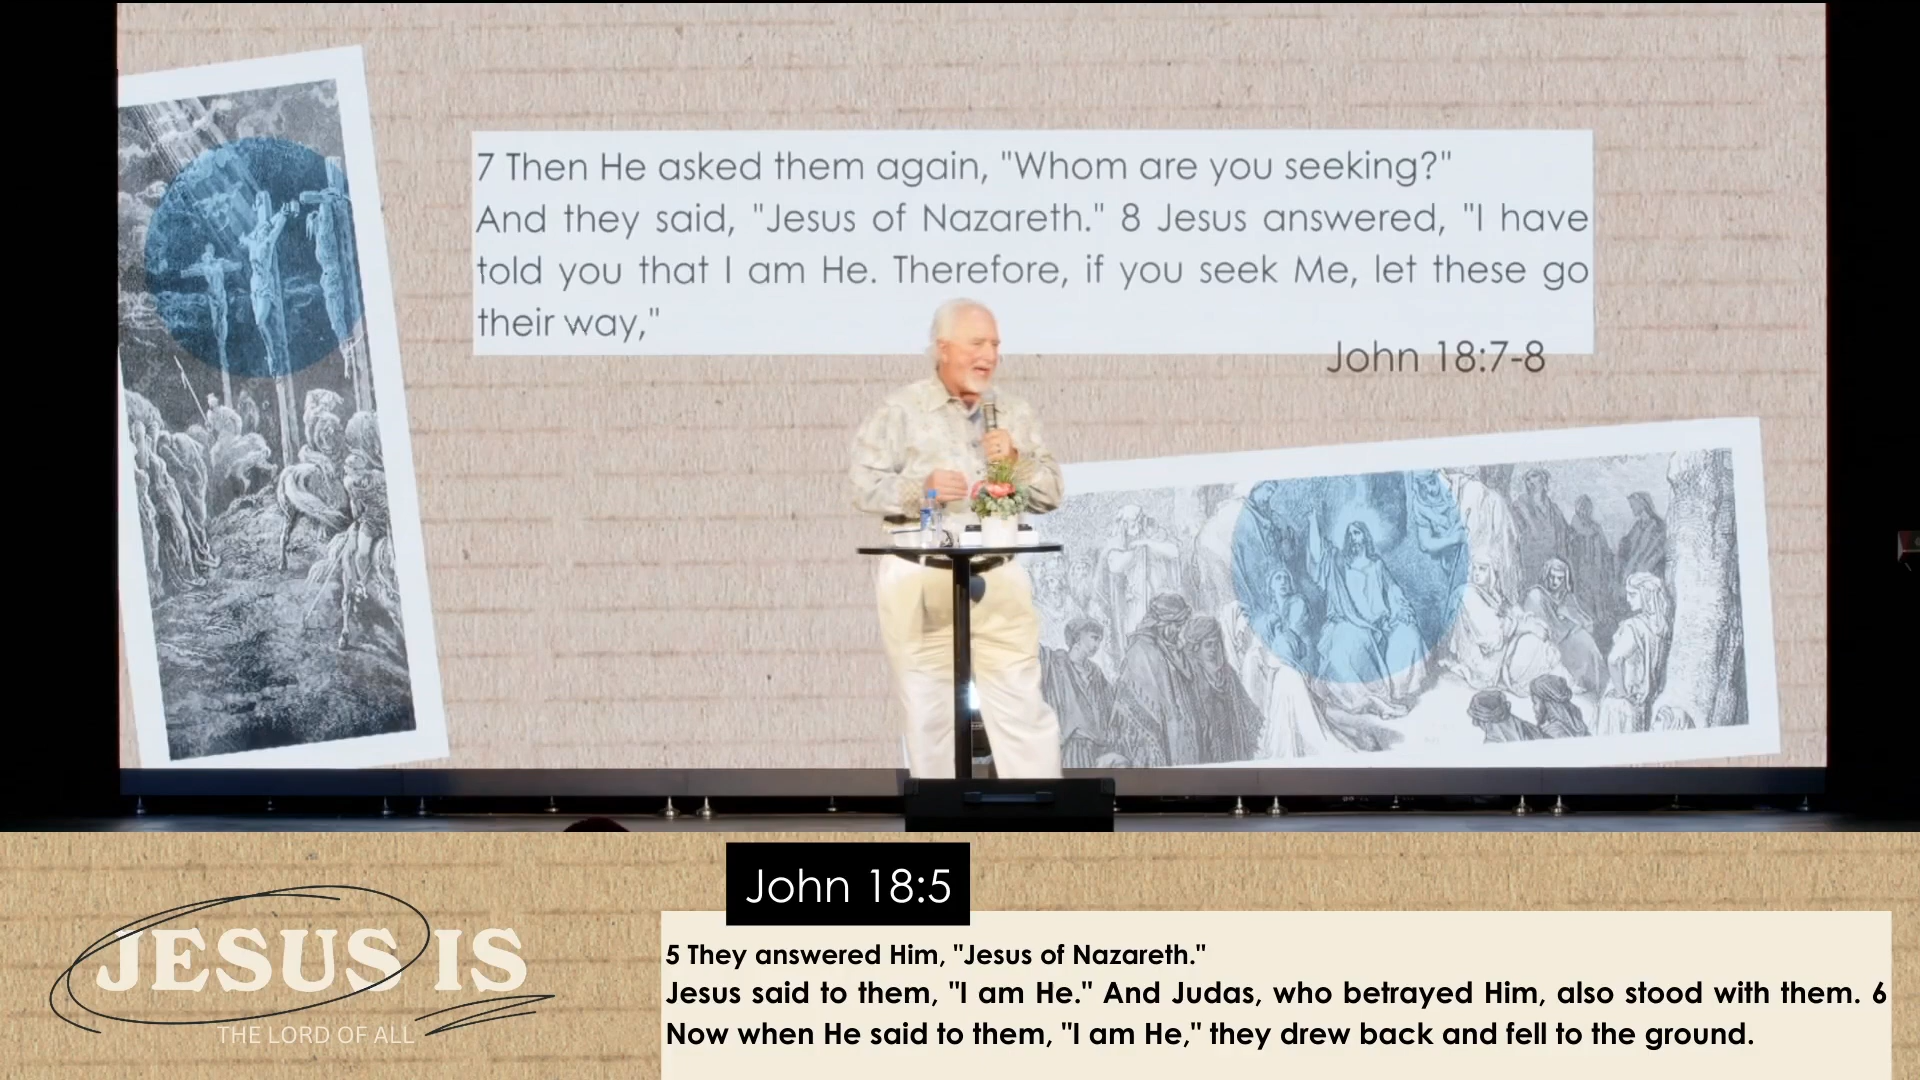 7 Then He asked them again, "Whom are you seeking?"
And they said, "Jesus of Nazareth." 8 Jesus answered, "I have
told you that I am He. Therefore, if you seek Me, let these go
their way,"
John 18:7-8
John 18:5
JESUS IS
THE LORD OF ALL
5 They answered Him, "Jesus of Nazareth."
Jesus said to them, "I am He." And Judas, who betrayed Him, also stood with them. 6
Now when He said to them, "I am He," they drew back and fell to the ground.